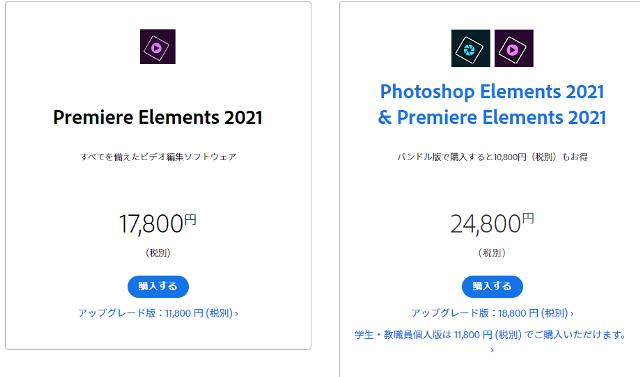 Premiere Elements 2021
すべてを備えたビデオ編集ソフトウェア
17,800円
(税別)
購入する
アップグレード版：11,800 円 (税別) ›
Photoshop Elements 2021
& Premiere Elements 2021
バンドル版で購入すると10,800円（税別）もお得
24,800円
(税別)
購入する
アップグレード版：18,800 円 (税別) ›
学生・教職員個人版は 11,800 円 (税別) でご購入いただけます。
›